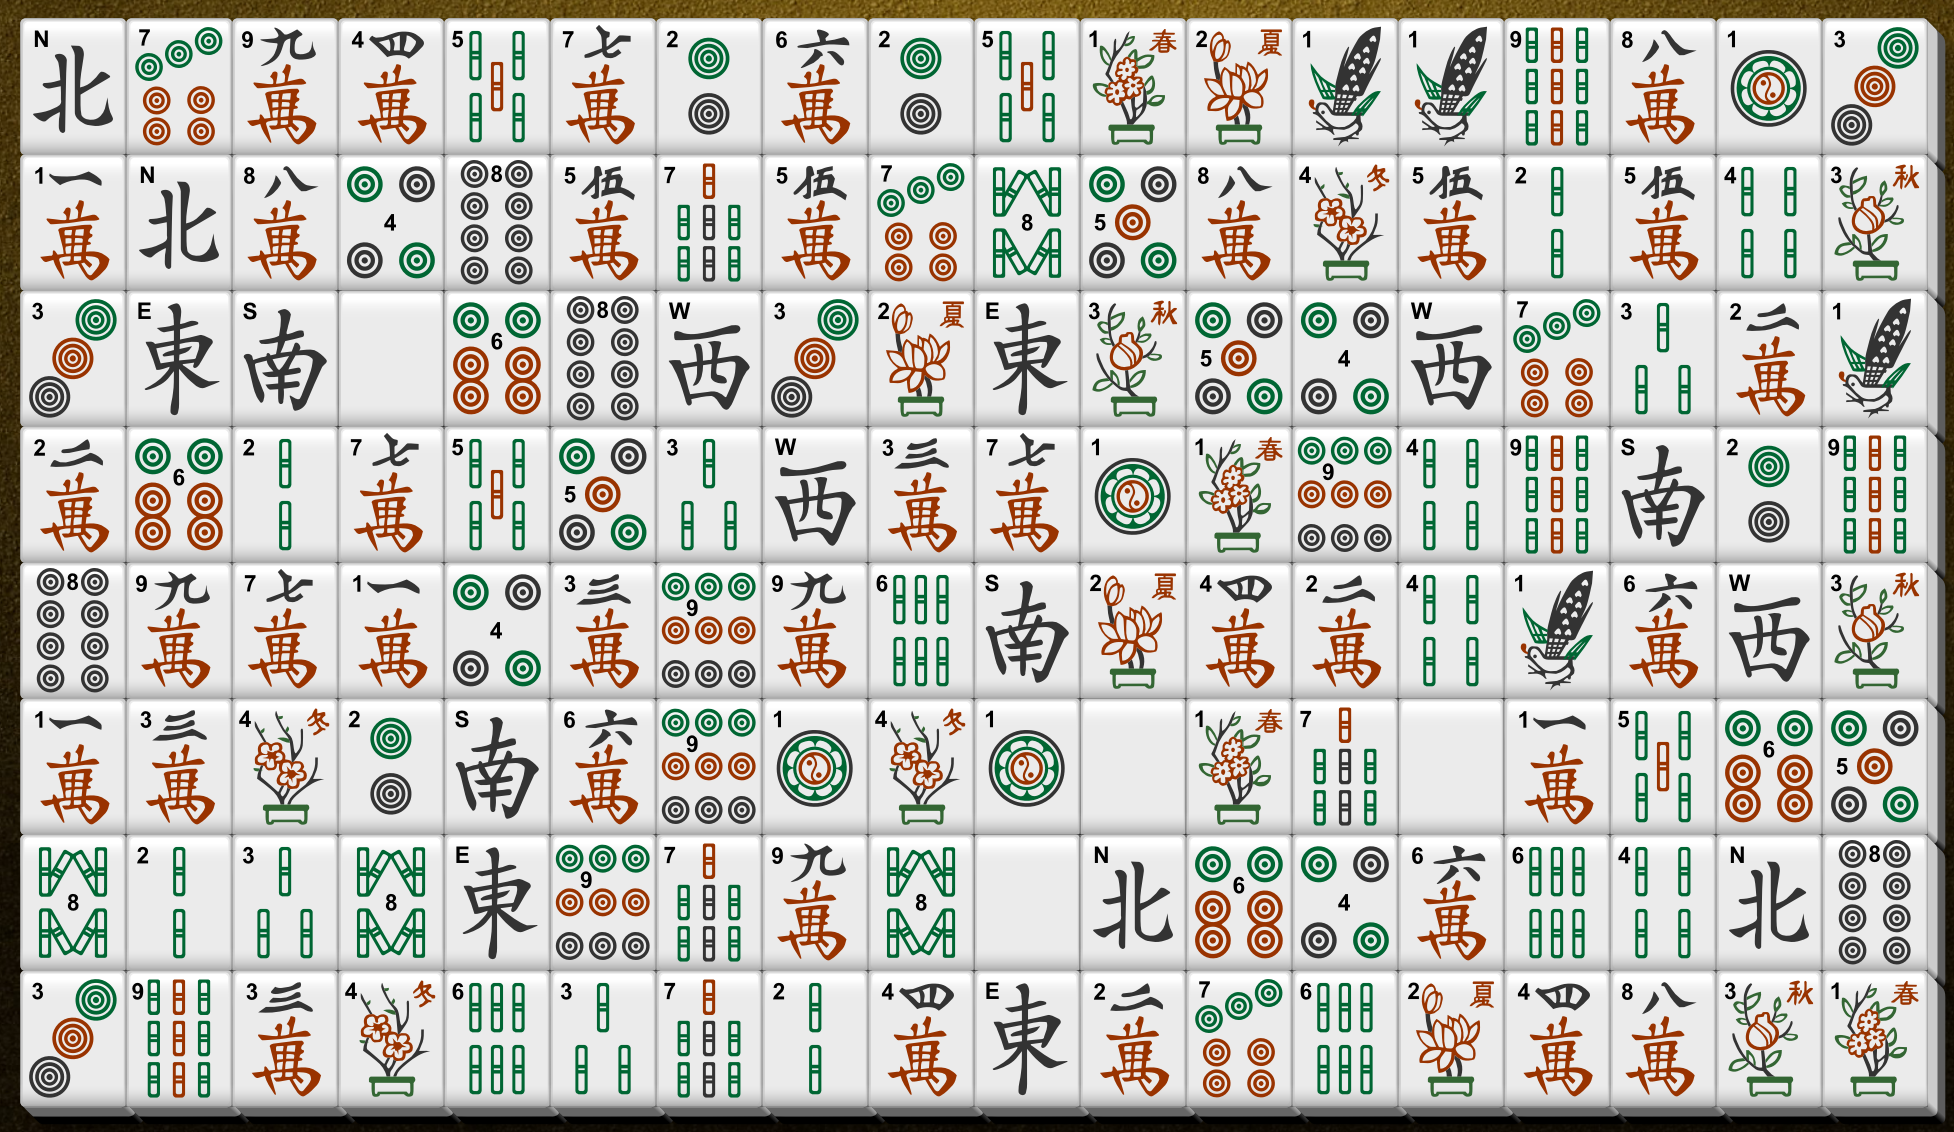 N 北 7 9 九萬 4 四萬 5 7 七萬 2 6 六萬 2 5 1 春 2 夏 1 1 9 8 八萬 1 3
1 一萬 N 北 8 八萬 4 8 5 伍萬 7 5 伍萬 7 8 5 8 八萬 4 冬 5 伍萬 2 5 伍萬 4 3 秋
3 E 東 S 南 6 8 W 西 3 2 夏 E 東 3 秋 5 4 W 西 7 3 2 二萬 1
2 二萬 6 2 7 七萬 5 5 3 W 西 3 三萬 7 七萬 1 1 春 9 4 9 S 南 2 9
8 9 九萬 7 七萬 1 一萬 4 3 三萬 9 9 九萬 6 S 南 2 夏 4 四萬 2 二萬 4 1 6 六萬 W 西 3 秋
1 一萬 3 三萬 4 冬 2 S 南 6 六萬 9 1 4 冬 1 1 春 7 1 一萬 5 6 5
8 2 3 8 E 東 9 7 9 九萬 8 N 北 6 4 6 六萬 6 4 N 北 8
3 9 3 三萬 4 冬 6 3 7 2 4 四萬 E 東 2 二萬 7 6 2 夏 4 四萬 8 八萬 3 秋 1 春